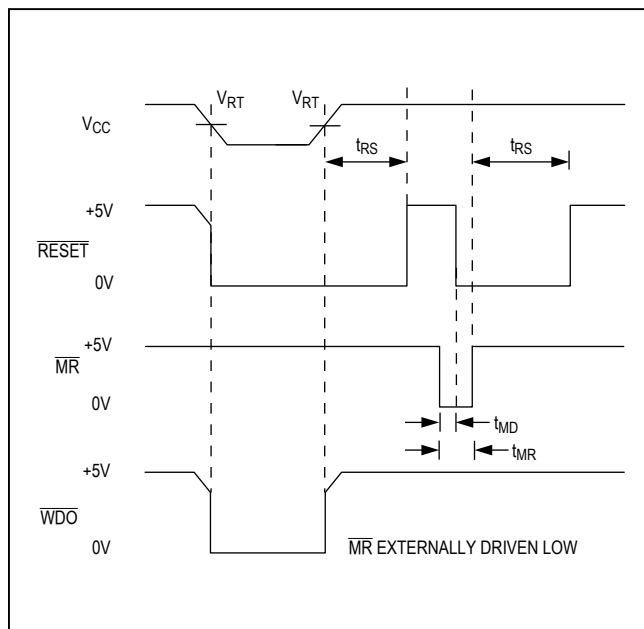 VRT VRT
VCC
tRS tRS
+5V
RESET
0V
+5V
MR
0V
tMD
tMR
+5V
WDO
0V MR EXTERNALLY DRIVEN LOW